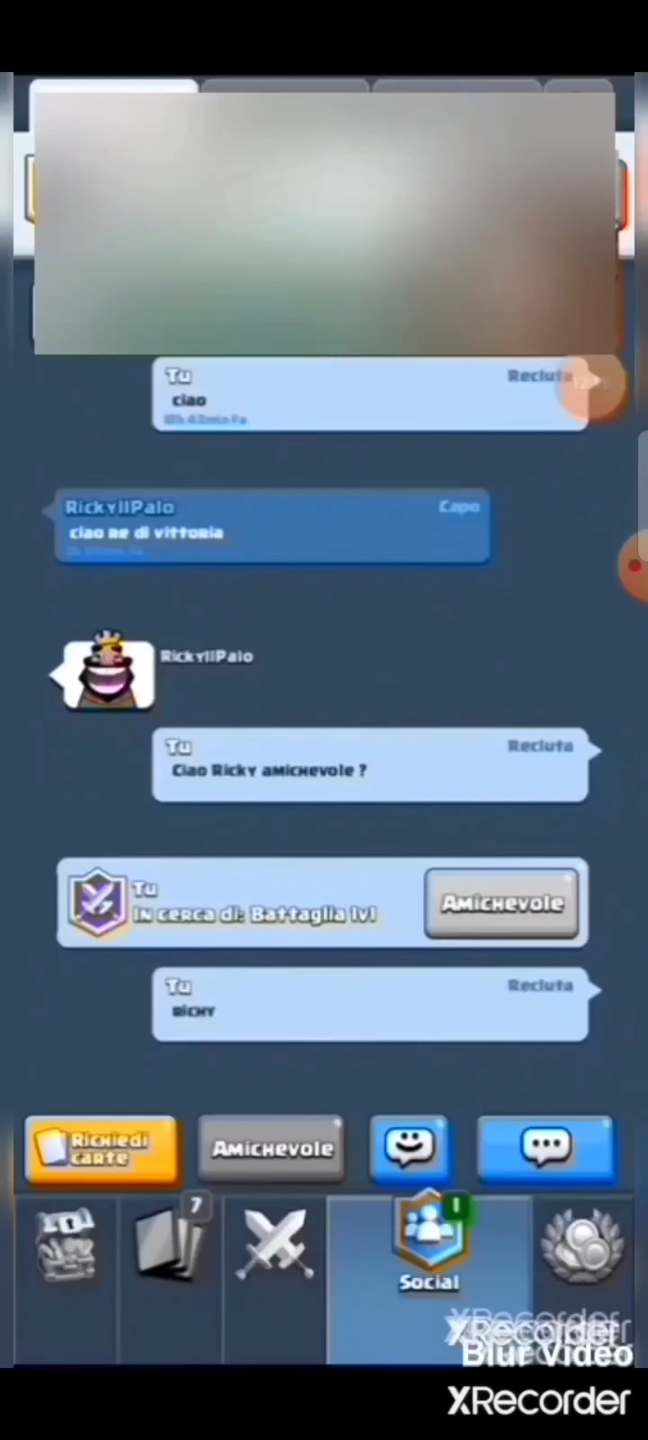 Tu
Recluta
ciao
RickyIlPalo
Capo
ciao re di vittoria
RickyIlPalo
Tu
Recluta
Ciao Ricky amichevole ?
Tu
In cerca di: Battaglia 1v1
Amichevole
Tu
Recluta
RICHY
Richiedi
carte
Amichevole
7
1
Social
XRecorder
Blur Video
XRecorder